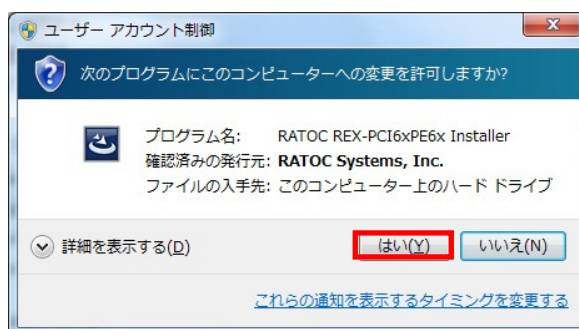 ユーザー アカウント制御
次のプログラムにこのコンピューターへの変更を許可しますか?
プログラム名: RATOC REX-PCI6xPE6x Installer
確認済みの発行元: RATOC Systems, Inc.
ファイルの入手先: このコンピューター上のハード ドライブ
詳細を表示する(D) はい(Y) いいえ(N)
これらの通知を表示するタイミングを変更する